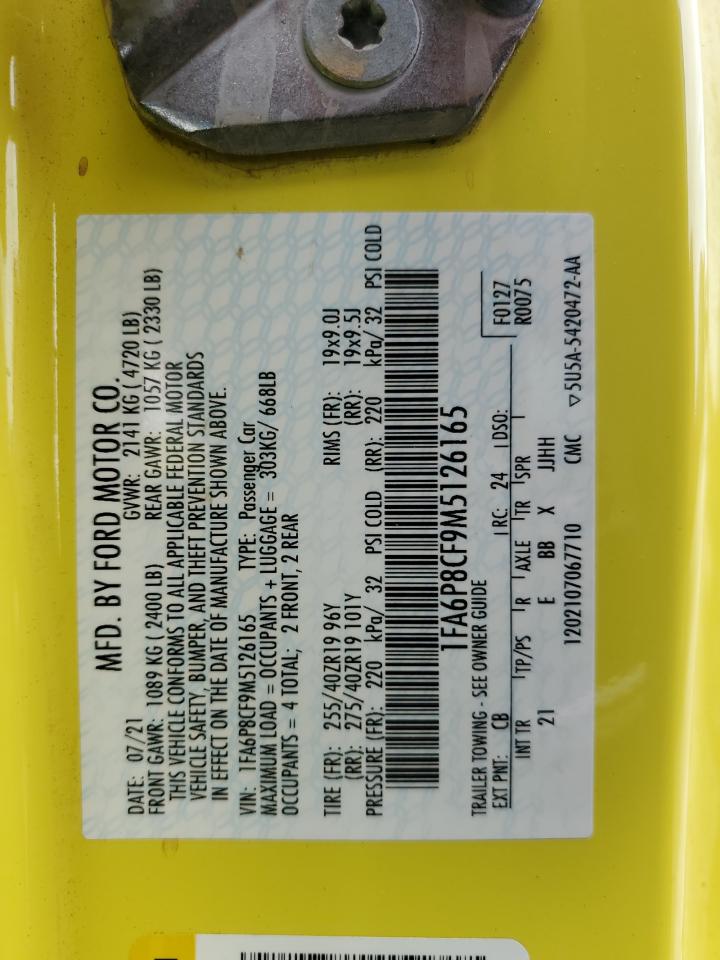 MFD. BY FORD MOTOR CO.
DATE: 07/21 GVWR: 2141 KG ( 4720 LB)
FRONT GAWR: 1089 KG ( 2400 LB) REAR GAWR: 1057 KG ( 2330 LB)
THIS VEHICLE CONFORMS TO ALL APPLICABLE FEDERAL MOTOR
VEHICLE SAFETY, BUMPER, AND THEFT PREVENTION STANDARDS
IN EFFECT ON THE DATE OF MANUFACTURE SHOWN ABOVE.
VIN: 1FA6P8CF9M5126165 TYPE: Passenger Car
MAXIMUM LOAD = OCCUPANTS + LUGGAGE = 303KG/ 668LB
OCCUPANTS = 4 TOTAL; 2 FRONT, 2 REAR
TIRE (FR): 255/40ZR19 96Y RIMS (FR): 19x9.0J
(RR): 275/40ZR19 101Y (RR): 19x9.5J
PRESSURE (FR): 220 kPa/ 32 PSI COLD (RR): 220 kPa/ 32 PSI COLD
1FA6P8CF9M5126165
TRAILER TOWING - SEE OWNER GUIDE F0127
EXT PNT: CB RC: 24 DSO: R0075
INT TR TP/PS R AXLE TR SPR
21 E BB X JJHH
1202107067710 CMC ▽5U5A-5420472-AA